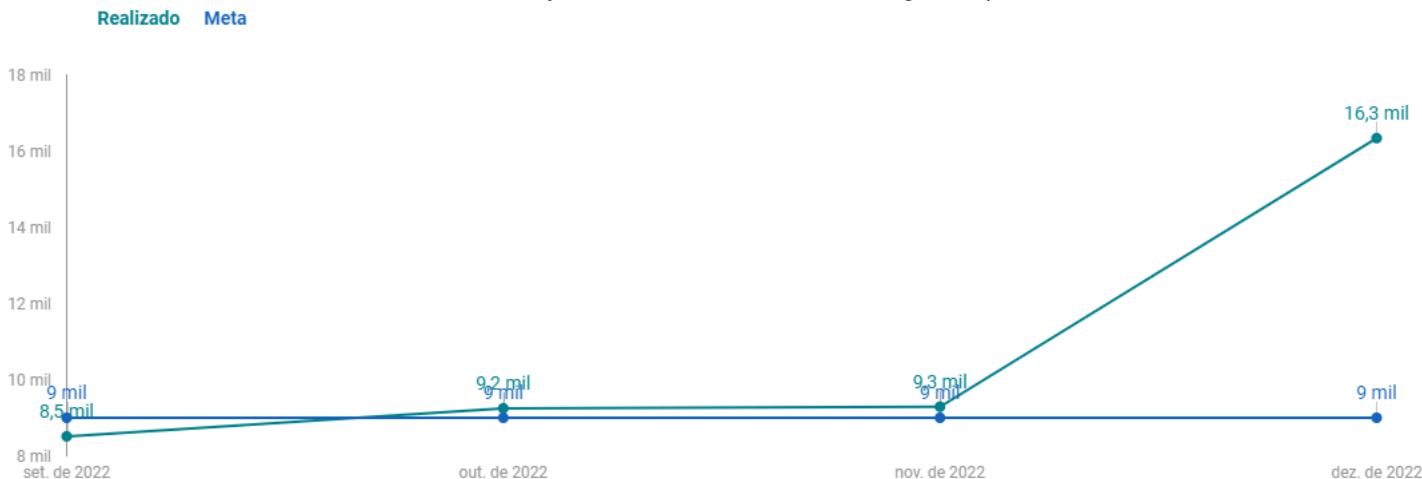 Realizado Meta
18 mil
16,3 mil
16 mil
14 mil
12 mil
10 mil
9 mil
9,2 mil
9 mil
9,3 mil
9 mil
9 mil
8,5 mil
8 mil
set. de 2022 out. de 2022 nov. de 2022 dez. de 2022